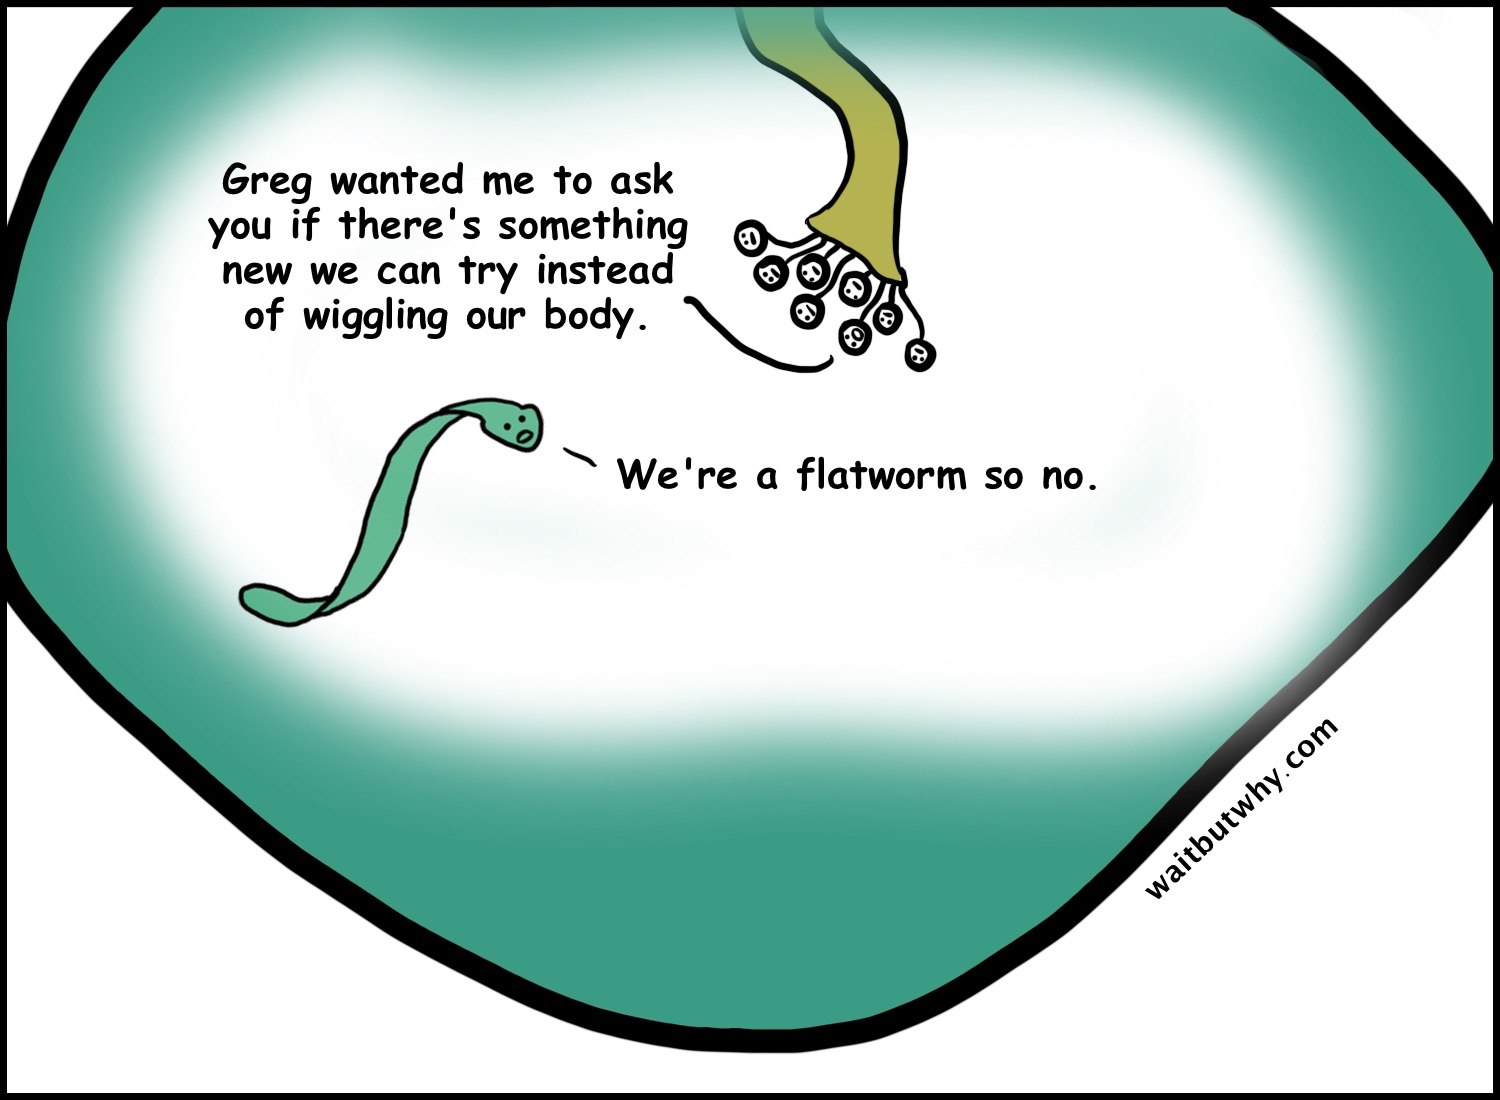 Greg wanted me to ask
you if there's something
new we can try instead
of wiggling our body.
We're a flatworm so no.
waitbutwhy.com